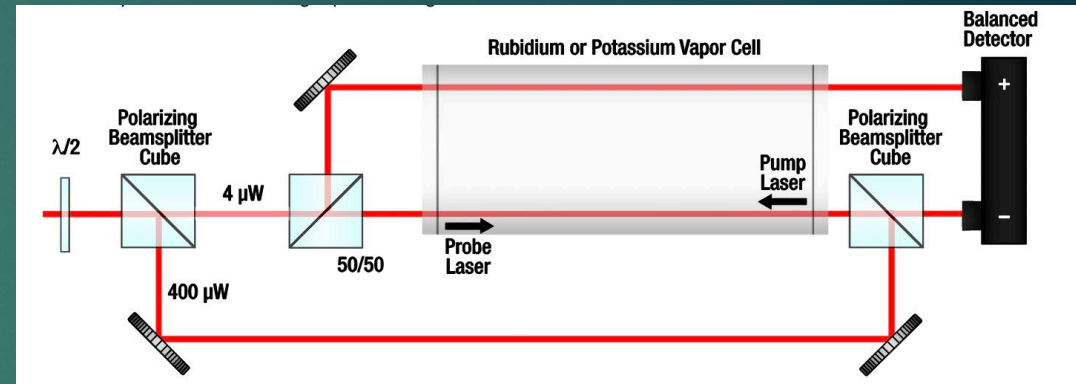 Balanced
Detector
Rubidium or Potassium Vapor Cell
+
Polarizing
Beamsplitter
Cube
Polarizing
Beamsplitter
Cube
λ/2
Pump
Laser
4 µW
−
Probe
Laser
50/50
400 µW